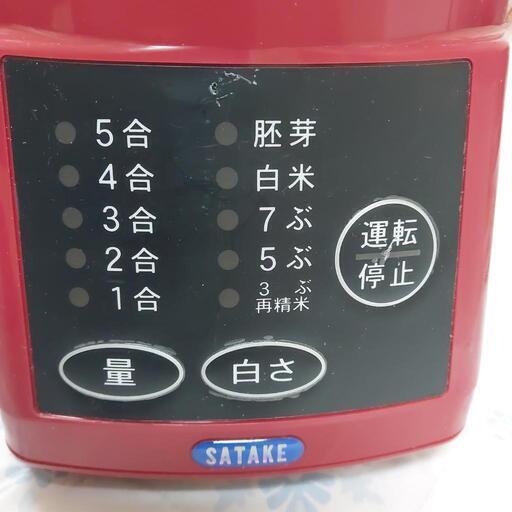 5合
4合
3合
2合
1合
胚芽
白米
7ぶ
5ぶ
3ぶ
再精米
運転
停止
量
白さ
SATAKE